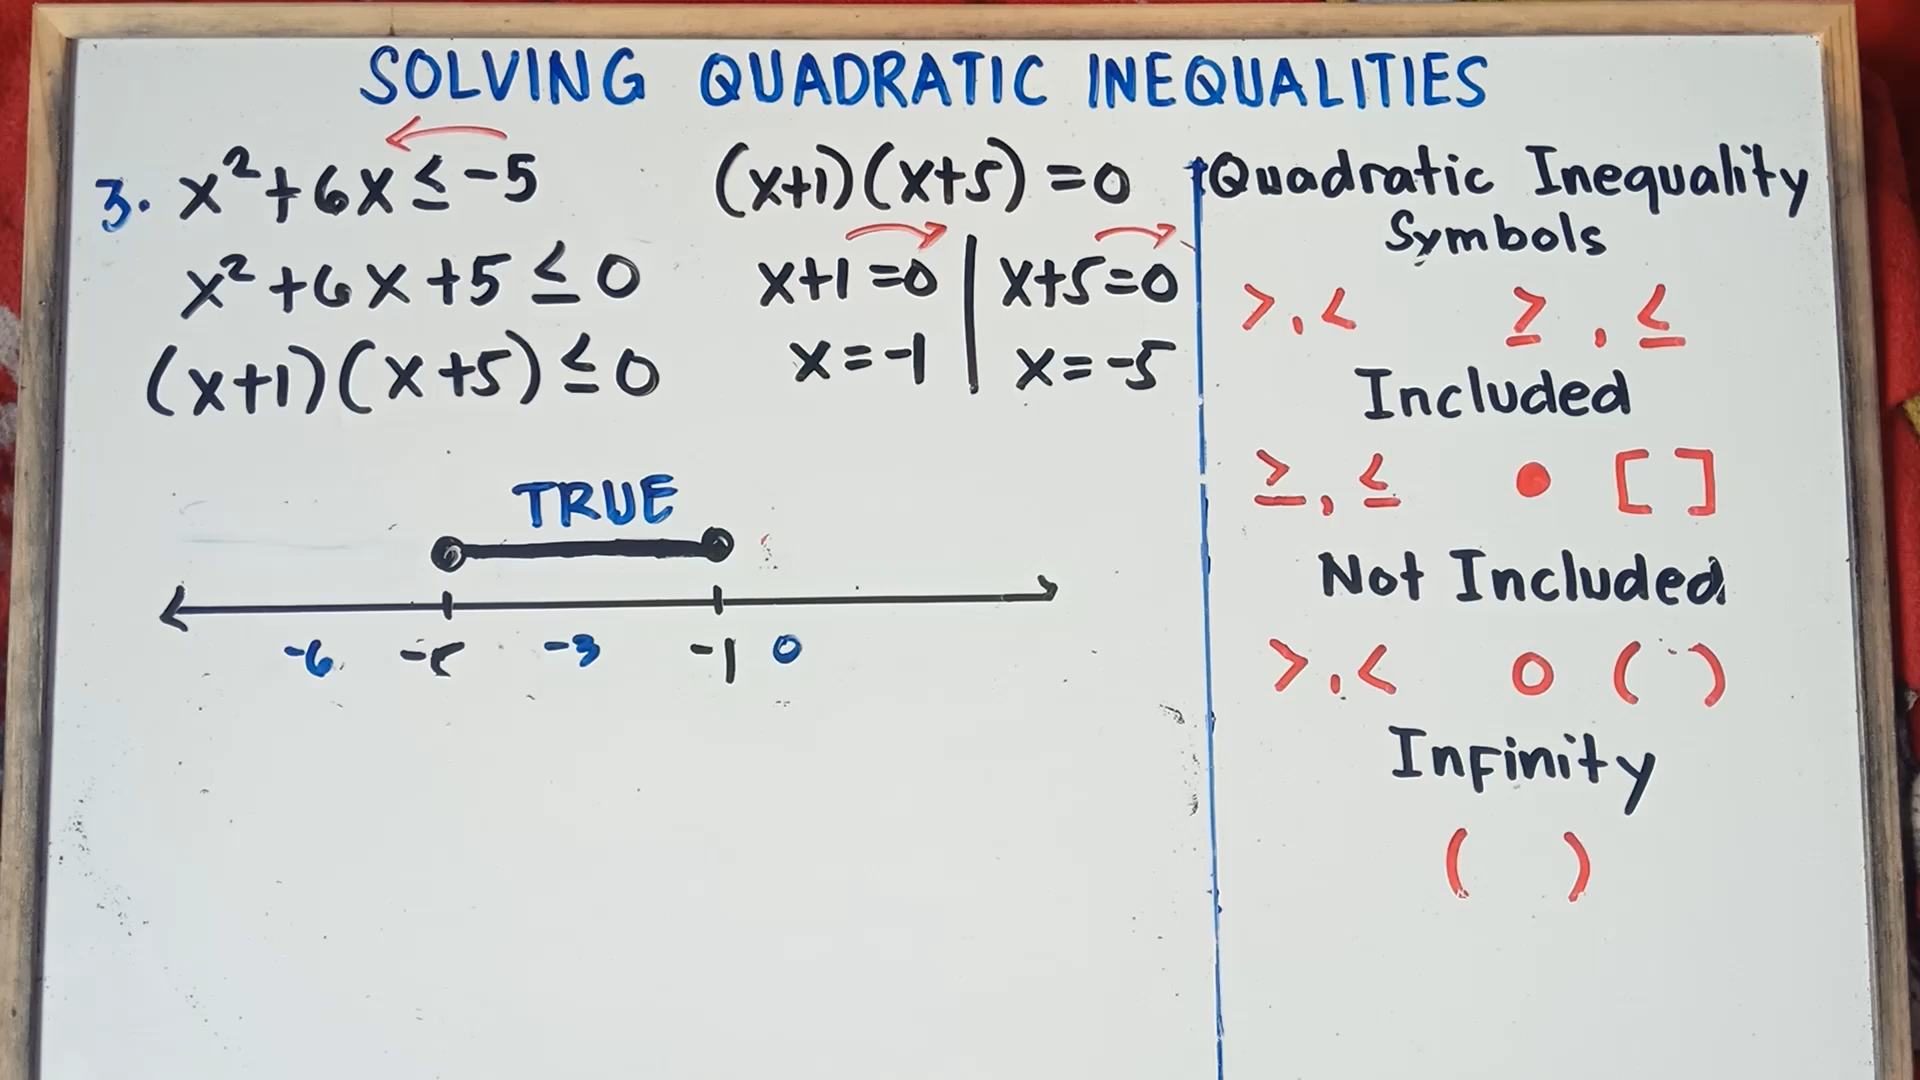 SOLVING QUADRATIC INEQUALITIES
3. x²+6x≤-5
x²+6x+5≤0
(x+1)(x+5)≤0
(x+1)(x+5)=0
x+1=0 | x+5=0
x=-1 | x=-5
TRUE
-6 -3 -1 0
Quadratic Inequality
Symbols
>,< ≥,≤
Included
≥,≤ ● [ ]
Not Included
>,< ○ ( )
Infinity
( )